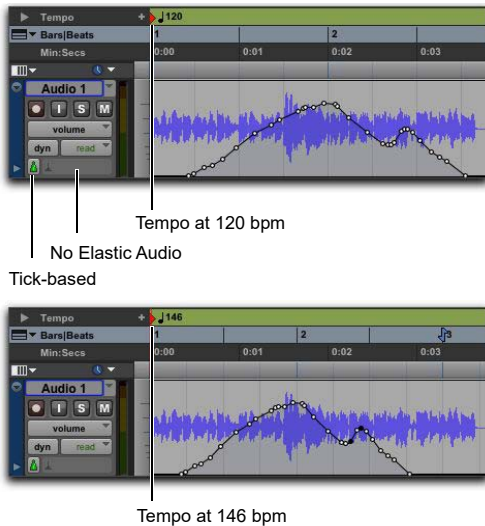 Tempo + 120
Bars|Beats 1 2
Min:Secs 0:00 0:01 0:02 0:03
Audio 1
I S M
volume
dyn read
Tempo at 120 bpm
No Elastic Audio
Tick-based
Tempo + 146
Bars|Beats 1 2 3
Min:Secs 0:00 0:01 0:02 0:03
Audio 1
I S M
volume
dyn read
Tempo at 146 bpm